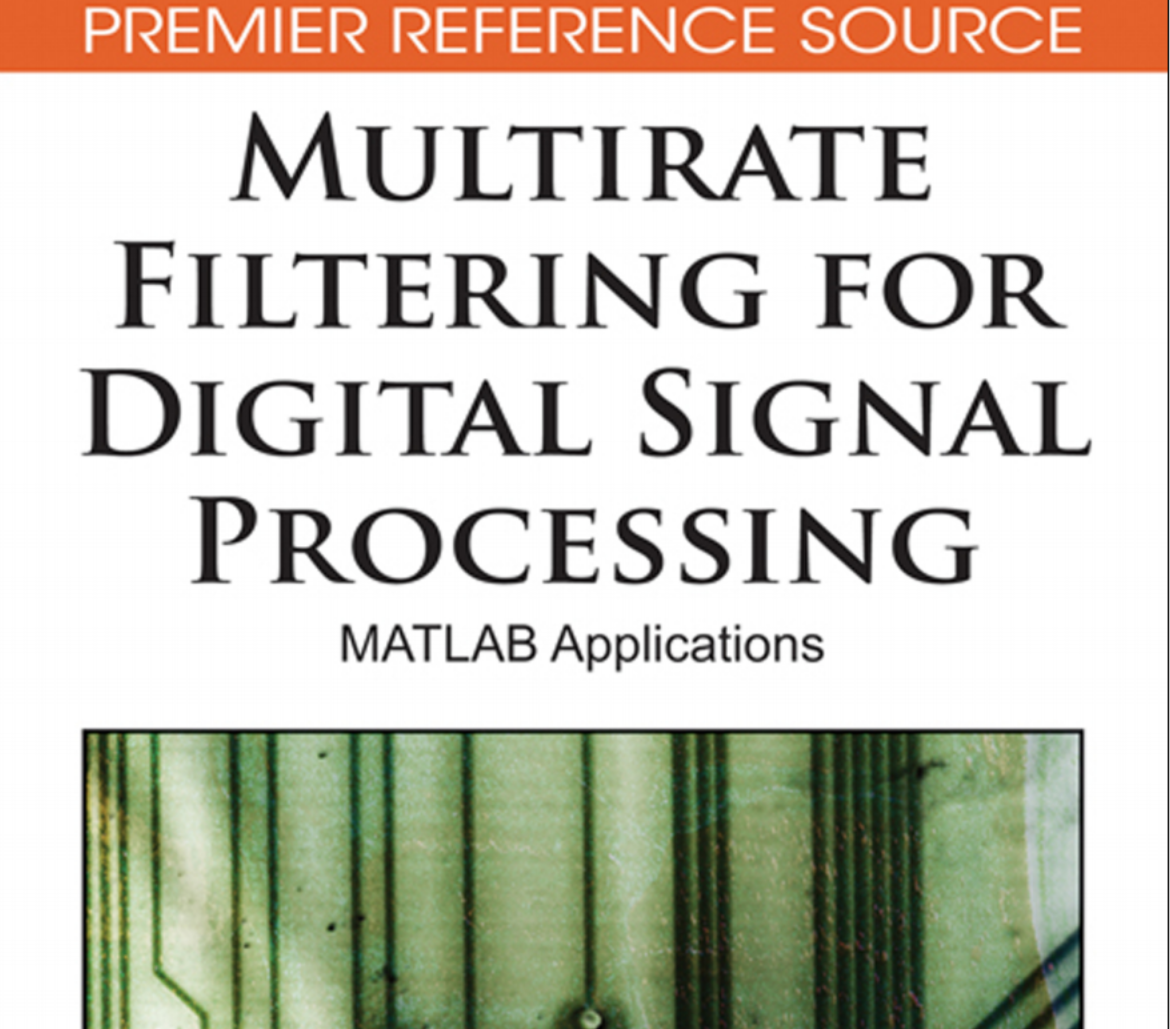 PREMIER REFERENCE SOURCE
MULTIRATE
FILTERING FOR
DIGITAL SIGNAL
PROCESSING
MATLAB Applications